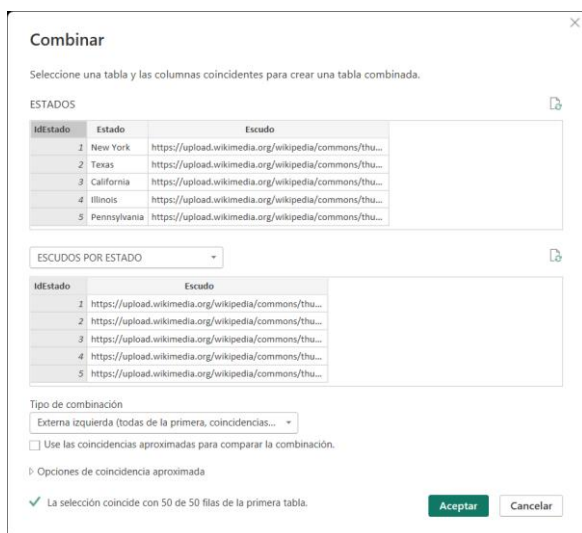 Combinar
Seleccione una tabla y las columnas coincidentes para crear una tabla combinada.
ESTADOS
IdEstado Estado Escudo
1 New York https://upload.wikimedia.org/wikipedia/commons/thu...
2 Texas https://upload.wikimedia.org/wikipedia/commons/thu...
3 California https://upload.wikimedia.org/wikipedia/commons/thu...
4 Illinois https://upload.wikimedia.org/wikipedia/commons/thu...
5 Pennsylvania https://upload.wikimedia.org/wikipedia/commons/thu...
ESCUDOS POR ESTADO
IdEstado Escudo
1 https://upload.wikimedia.org/wikipedia/commons/thu...
2 https://upload.wikimedia.org/wikipedia/commons/thu...
3 https://upload.wikimedia.org/wikipedia/commons/thu...
4 https://upload.wikimedia.org/wikipedia/commons/thu...
5 https://upload.wikimedia.org/wikipedia/commons/thu...
Tipo de combinación
Externa izquierda (todas de la primera, coincidencias...
Use las coincidencias aproximadas para comparar la combinación.
Opciones de coincidencia aproximada
La selección coincide con 50 de 50 filas de la primera tabla.
Aceptar Cancelar